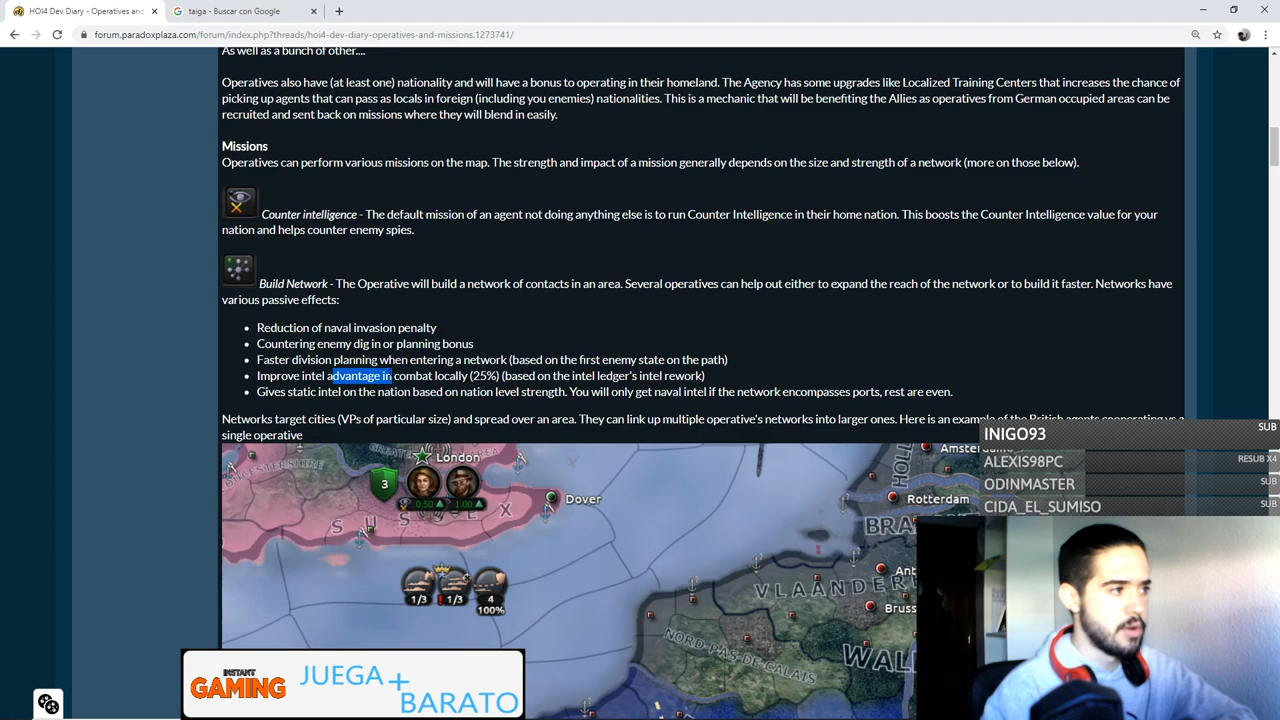 HOI4 Dev Diary - Operatives and
taiga - Buscar con Google
forum.paradoxplaza.com/forum/index.php?threads/hoi4-dev-diary-operatives-and-missions.1273741/
As well as a bunch of other....
Operatives also have (at least one) nationality and will have a bonus to operating in their homeland. The Agency has some upgrades like Localized Training Centers that increases the chance of
picking up agents that can pass as locals in foreign (including you enemies) nationalities. This is a mechanic that will be benefiting the Allies as operatives from German occupied areas can be
recruited and sent back on missions where they will blend in easily.
Missions
Operatives can perform various missions on the map. The strength and impact of a mission generally depends on the size and strength of a network (more on those below).
Counter intelligence - The default mission of an agent not doing anything else is to run Counter Intelligence in their home nation. This boosts the Counter Intelligence value for your
nation and helps counter enemy spies.
Build Network - The Operative will build a network of contacts in an area. Several operatives can help out either to expand the reach of the network or to build it faster. Networks have
various passive effects:
• Reduction of naval invasion penalty
• Countering enemy dig in or planning bonus
• Faster division planning when entering a network (based on the first enemy state on the path)
• Improve intel advantage in combat locally (25%) (based on the intel ledger's intel rework)
• Gives static intel on the nation based on nation level strength. You will only get naval intel if the network encompasses ports, rest are even.
Networks target cities (VPs of particular size) and spread over an area. They can link up multiple operative's networks into larger ones. Here is an example of the British agents cooperating vs a
single operative
INIGO93 SUB
ALEXIS98PC RESUB X4
ODINMASTER SUB
CIDA_EL_SUMISO SUB
London
3
0.50 1.00
Dover
S U S S E X
Rotterdam
HOLL
BRA
1/3 1/3 4
100%
VLAANDER
NORD-PAS-DE-CALAIS
WALL
INSTANT
GAMING
JUEGA+
BARATO